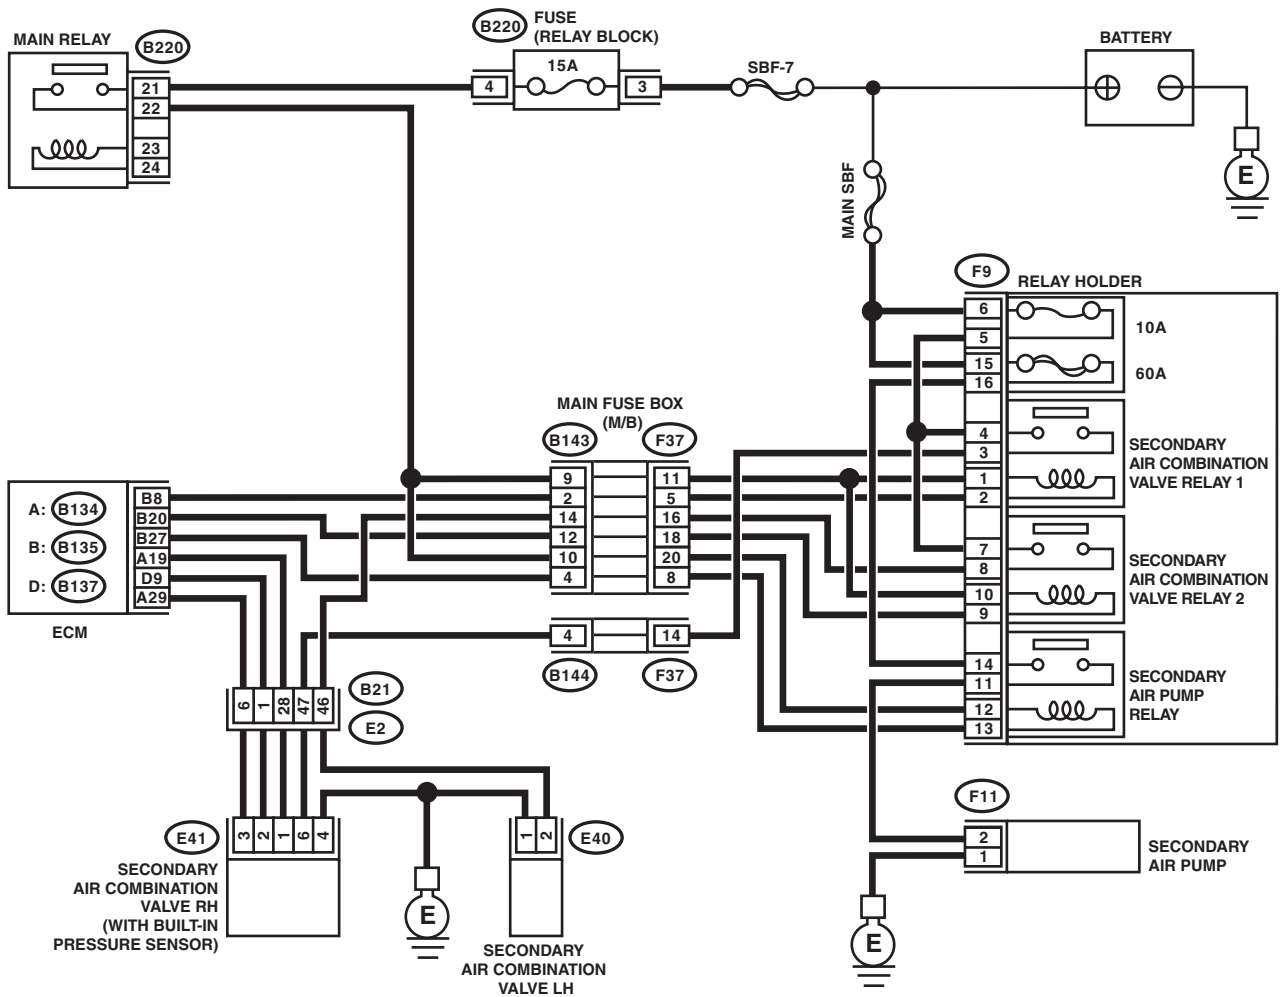 MAIN RELAY
B220
21
22
23
24
B220
FUSE
(RELAY BLOCK)
15A
4
3
SBF-7
BATTERY
E
MAIN SBF
F9
RELAY HOLDER
6
5
15
16
4
3
1
2
7
8
10
9
14
11
12
13
10A
60A
SECONDARY
AIR COMBINATION
VALVE RELAY 1
SECONDARY
AIR COMBINATION
VALVE RELAY 2
SECONDARY
AIR PUMP
RELAY
MAIN FUSE BOX
(M/B)
B143
F37
9
11
2
5
14
16
12
18
10
20
4
8
4
14
B144
F37
A: B134
B: B135
D: B137
B8
B20
B27
A19
D9
A29
ECM
6 1 28 47 46
B21
E2
E41
3 2 1 6 4
SECONDARY
AIR COMBINATION
VALVE RH
(WITH BUILT-IN
PRESSURE SENSOR)
E
1 2
E40
SECONDARY
AIR COMBINATION
VALVE LH
F11
2
1
SECONDARY
AIR PUMP
E